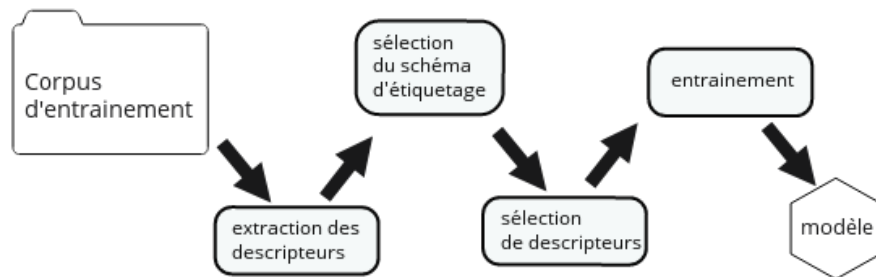 Corpus
d'entrainement
extraction des
descripteurs
sélection
du schéma
d'étiquetage
sélection
de descripteurs
entrainement
modèle